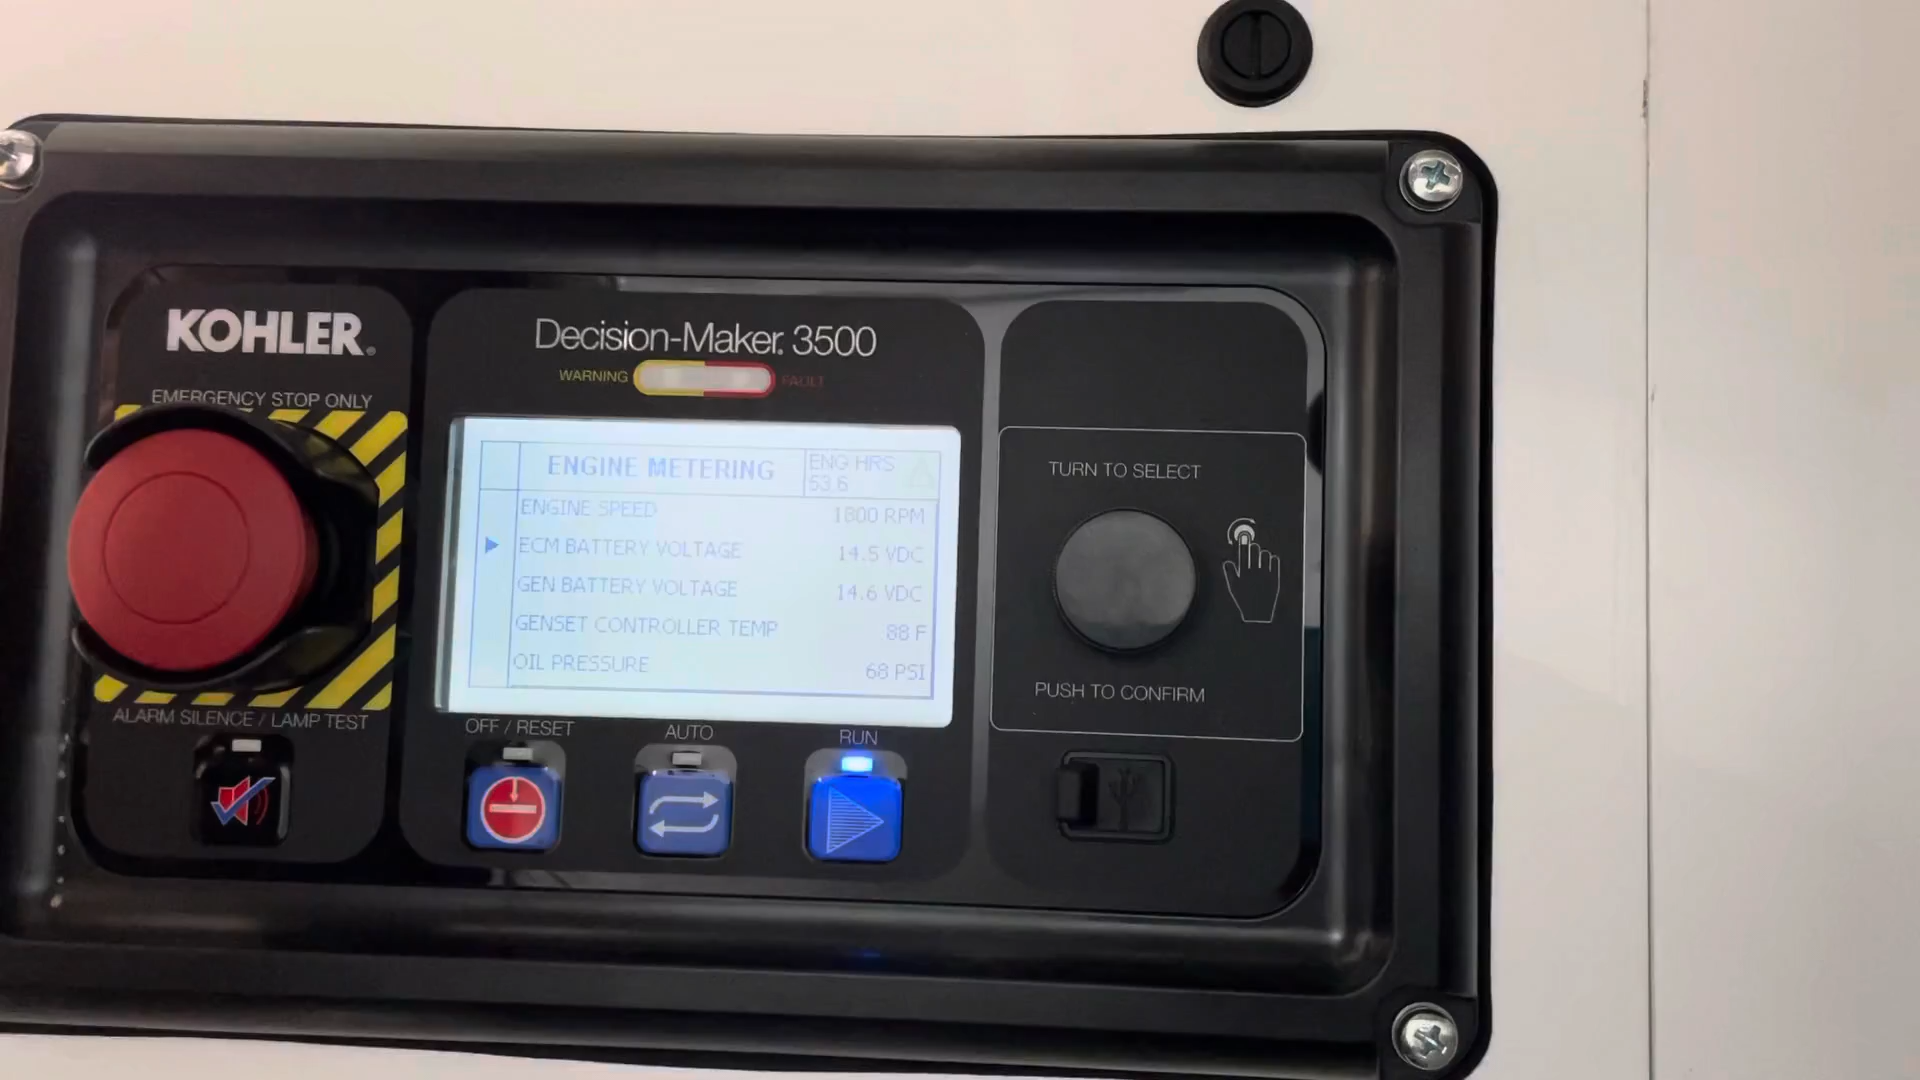 KOHLER®
EMERGENCY STOP ONLY
ALARM SILENCE / LAMP TEST
Decision-Maker® 3500
WARNING
FAULT
ENGINE METERING
ENG HRS
53.6
ENGINE SPEED 1800 RPM
ECM BATTERY VOLTAGE 14.5 VDC
GEN BATTERY VOLTAGE 14.6 VDC
GENSET CONTROLLER TEMP 88 F
OIL PRESSURE 68 PSI
OFF / RESET
AUTO
RUN
TURN TO SELECT
PUSH TO CONFIRM